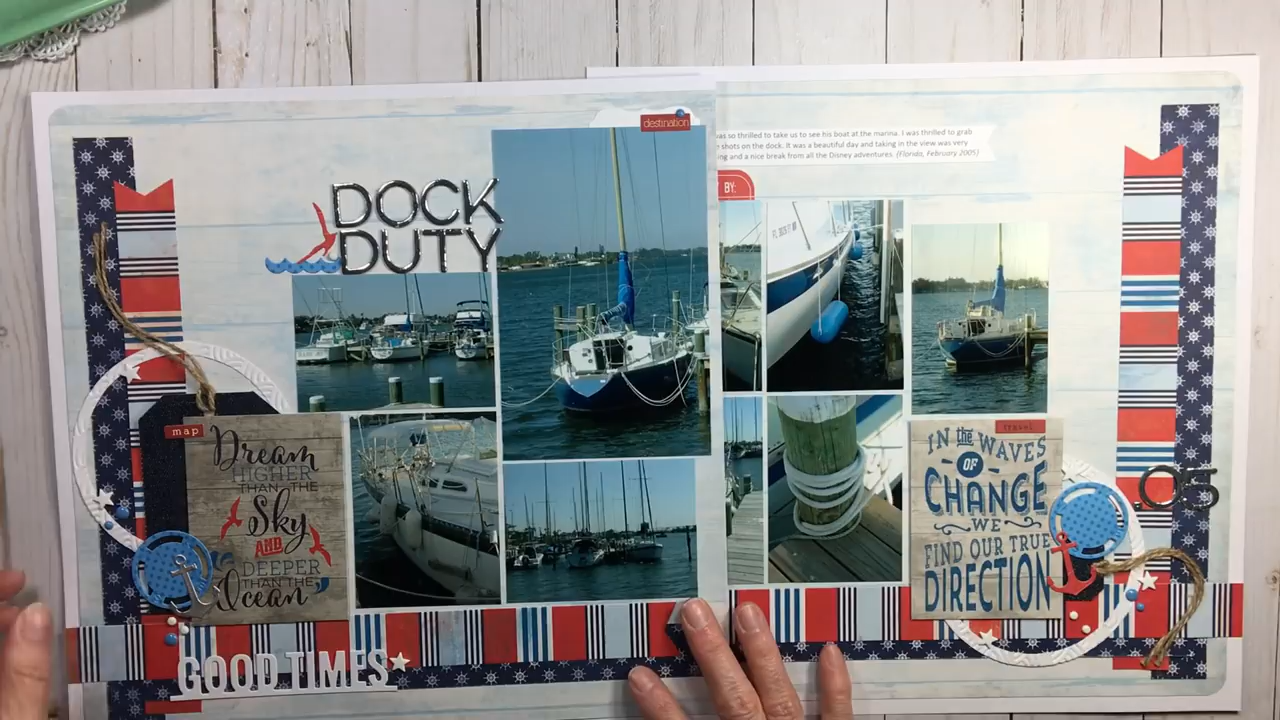 destination
DOCK
DUTY
was so thrilled to take us to see his boat at the marina. I was thrilled to grab
shots on the dock. It was a beautiful day and taking in the view was very
and a nice break from all the Disney adventures. (Florida, February 2005)
BY:
map
Dream
HIGHER
THAN THE
Sky
AND
DEEPER
THAN THE
Ocean
GOOD TIMES
travel
IN the WAVES
OF
CHANGE
WE
FIND OUR TRUE
DIRECTION
.05